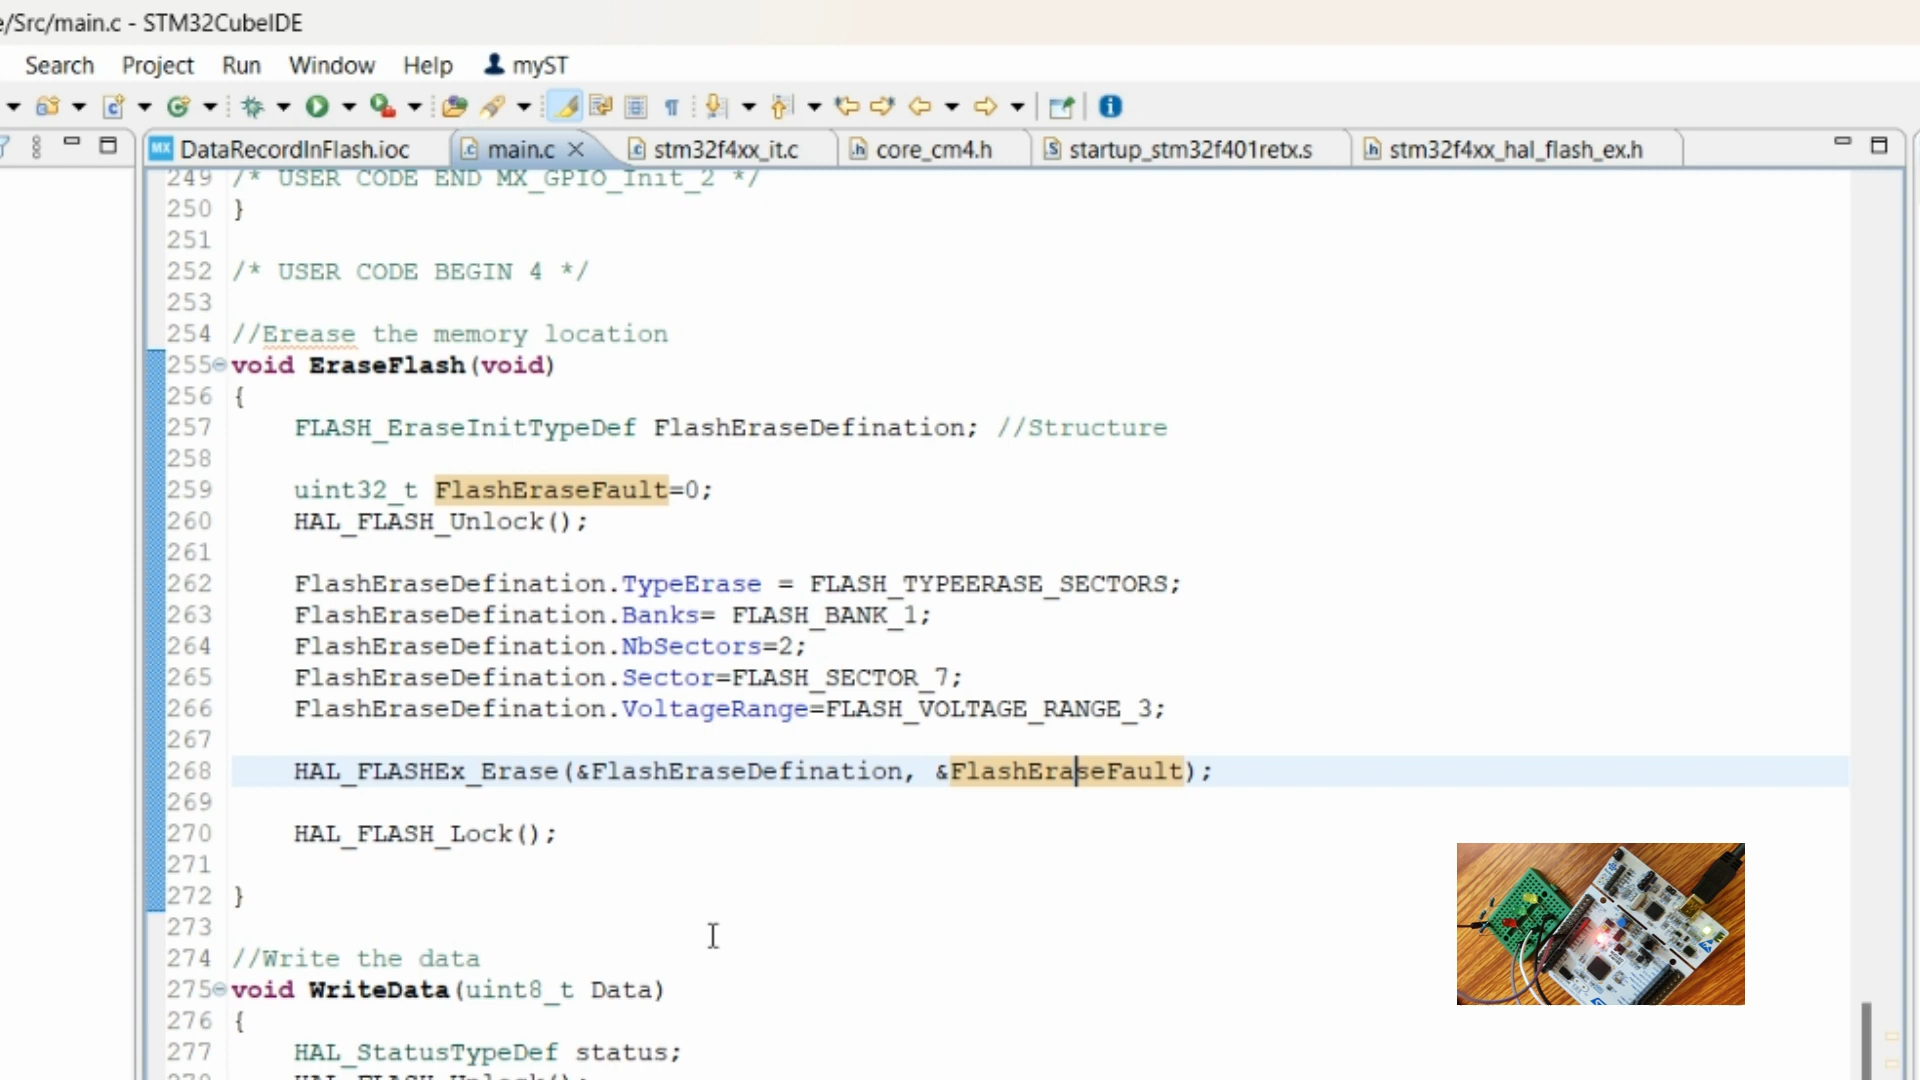 e/Src/main.c - STM32CubeIDE
Search Project Run Window Help myST
MX DataRecordInFlash.ioc main.c stm32f4xx_it.c core_cm4.h startup_stm32f401retx.s stm32f4xx_hal_flash_ex.h
249 /* USER CODE END MX_GPIO_Init_2 */
250 }
251
252 /* USER CODE BEGIN 4 */
253
254 //Erease the memory location
255 void EraseFlash(void)
256 {
257 FLASH_EraseInitTypeDef FlashEraseDefination; //Structure
258
259 uint32_t FlashEraseFault=0;
260 HAL_FLASH_Unlock();
261
262 FlashEraseDefination.TypeErase = FLASH_TYPEERASE_SECTORS;
263 FlashEraseDefination.Banks= FLASH_BANK_1;
264 FlashEraseDefination.NbSectors=2;
265 FlashEraseDefination.Sector=FLASH_SECTOR_7;
266 FlashEraseDefination.VoltageRange=FLASH_VOLTAGE_RANGE_3;
267
268 HAL_FLASHEx_Erase(&FlashEraseDefination, &FlashEraseFault);
269
270 HAL_FLASH_Lock();
271
272 }
273
274 //Write the data
275 void WriteData(uint8_t Data)
276 {
277 HAL_StatusTypeDef status;